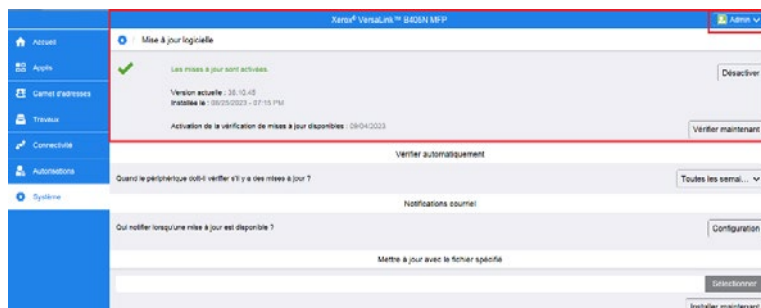 Xerox® VersaLink™ B405N MFP
Admin
Accueil
Applis
Carnet d'adresses
Travaux
Connectivité
Autorisations
Système
Mise à jour logicielle
Les mises à jour sont activées.
Désactiver
Version actuelle : 38.10.45
Installée le : 08/25/2023 - 07:15 PM
Activation de la vérification de mises à jour disponibles : 09/04/2023
Vérifier maintenant
Vérifier automatiquement
Quand le périphérique doit-il vérifier s'il y a des mises à jour ?
Toutes les semai...
Notifications courriel
Qui notifier lorsqu'une mise à jour est disponible ?
Configuration
Mettre à jour avec le fichier spécifié
Sélectionner
Installer maintenant